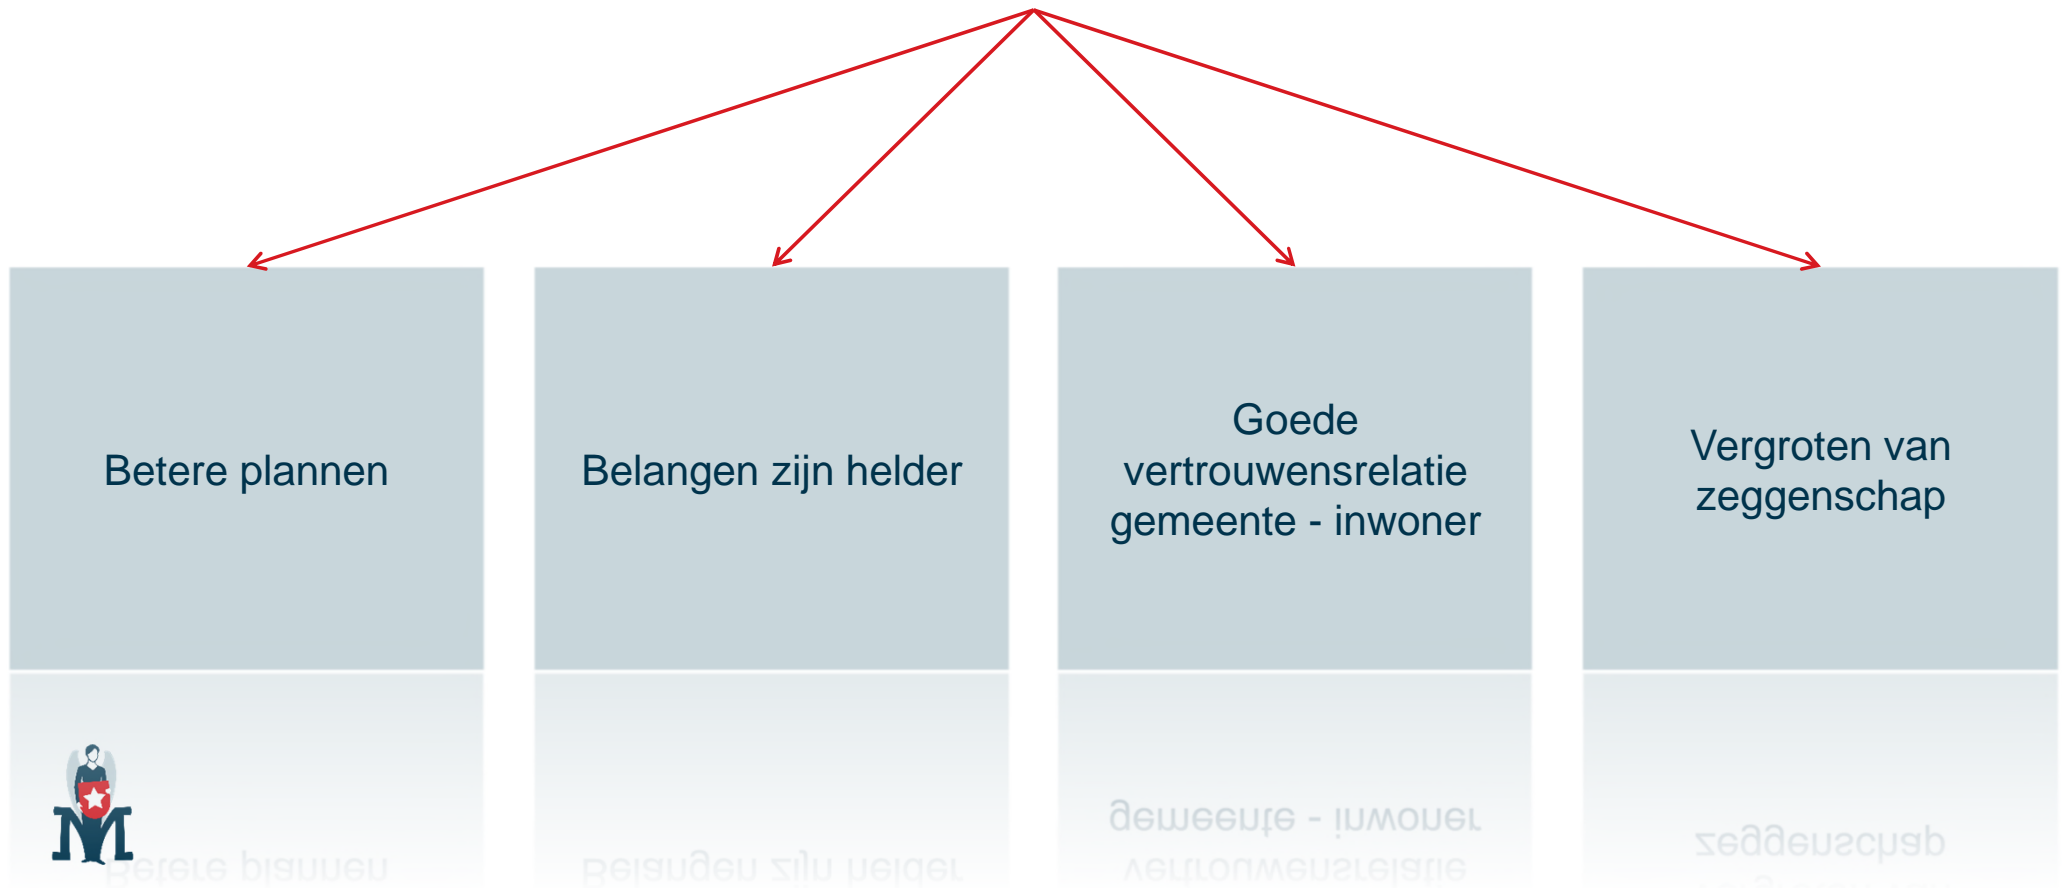 Betere plannen
Belangen zijn helder
Goede
vertrouwensrelatie
gemeente - inwoner
Vergroten van
zeggenschap
M